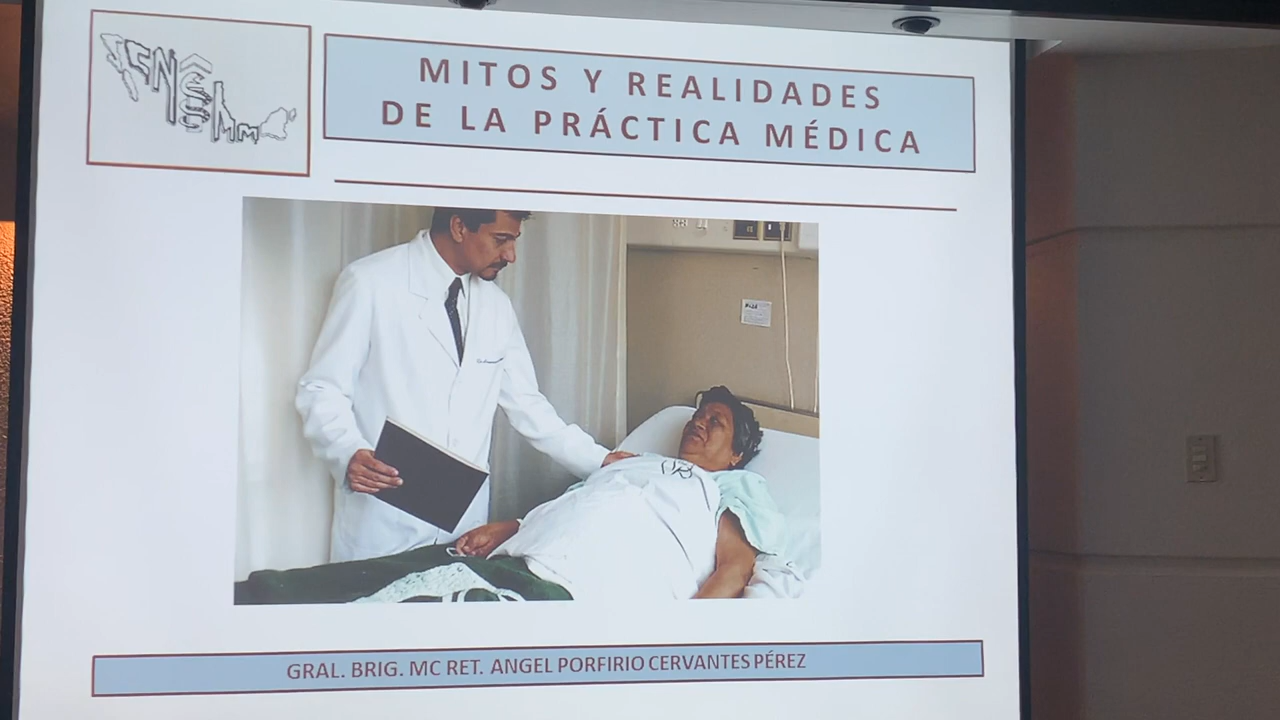 MITOS Y REALIDADES
DE LA PRÁCTICA MÉDICA
GRAL. BRIG. MC RET. ANGEL PORFIRIO CERVANTES PÉREZ